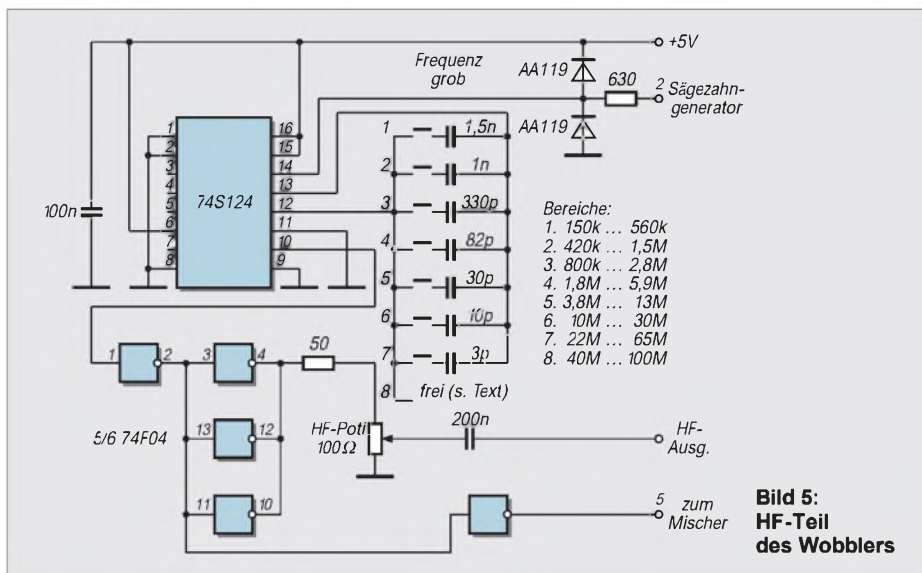 +5V
Frequenz
grob
AA119
630
2
Sägezahn-
generator
AA119
1
2
3
4
5
6
7
8
74S124
16
15
14
13
12
11
10
9
100n
1 1,5n
2 1n
3 330p
4 82p
5 30p
6 10p
7 3p
8 frei (s. Text)
Bereiche:
1. 150k ... 560k
2. 420k ... 1,5M
3. 800k ... 2,8M
4. 1,8M ... 5,9M
5. 3,8M ... 13M
6. 10M ... 30M
7. 22M ... 65M
8. 40M ... 100M
1 2 3 4 50
5/6 74F04
13 12
11 10
HF-Poti
100Ω
200n
HF-
Ausg.
5
zum
Mischer
Bild 5:
HF-Teil
des Wobblers